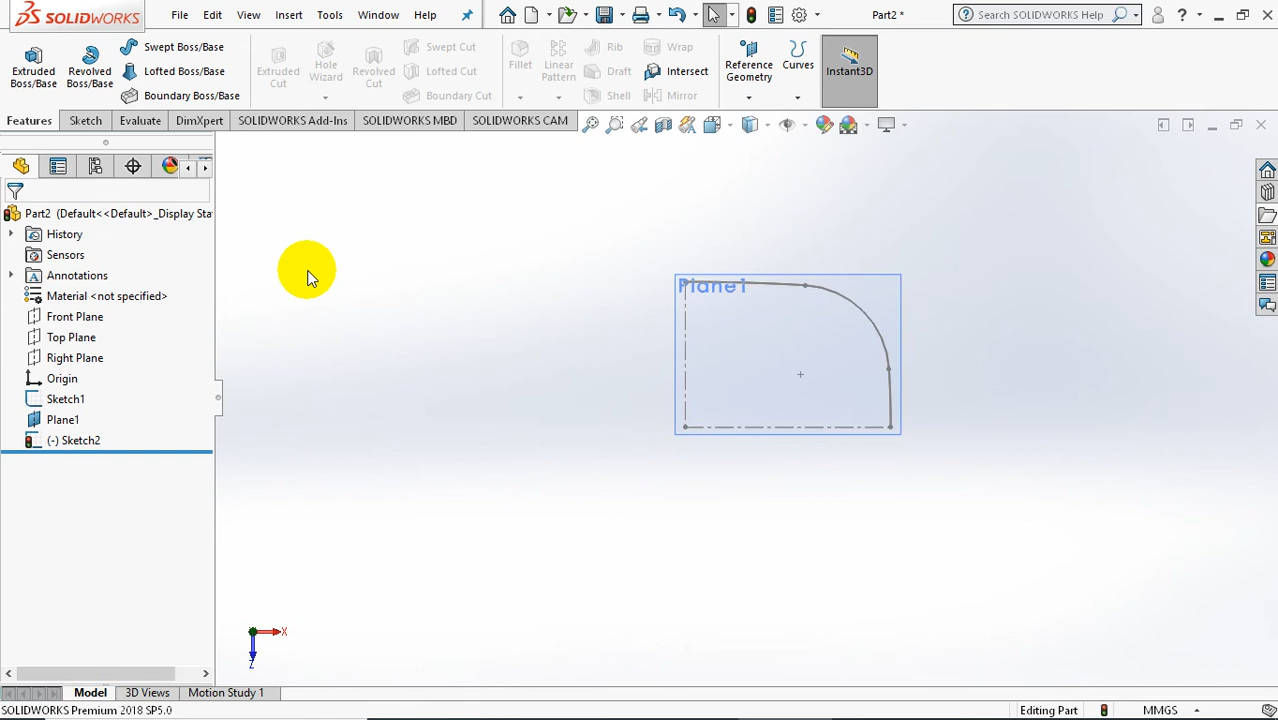 SOLIDWORKS File Edit View Insert Tools Window Help Part2 * Search SOLIDWORKS Help ?
Extruded Boss/Base
Revolved Boss/Base
Swept Boss/Base
Lofted Boss/Base
Boundary Boss/Base
Extruded Cut
Hole Wizard
Revolved Cut
Swept Cut
Lofted Cut
Boundary Cut
Fillet
Linear Pattern
Rib
Draft
Shell
Wrap
Intersect
Mirror
Reference Geometry
Curves
Instant3D
Features Sketch Evaluate DimXpert SOLIDWORKS Add-Ins SOLIDWORKS MBD SOLIDWORKS CAM
Part2 (Default<<Default>_Display Sta
History
Sensors
Annotations
Material <not specified>
Front Plane
Top Plane
Right Plane
Origin
Sketch1
Plane1
(-) Sketch2
Plane1
X
Z
Model 3D Views Motion Study 1
SOLIDWORKS Premium 2018 SP5.0 Editing Part MMGS